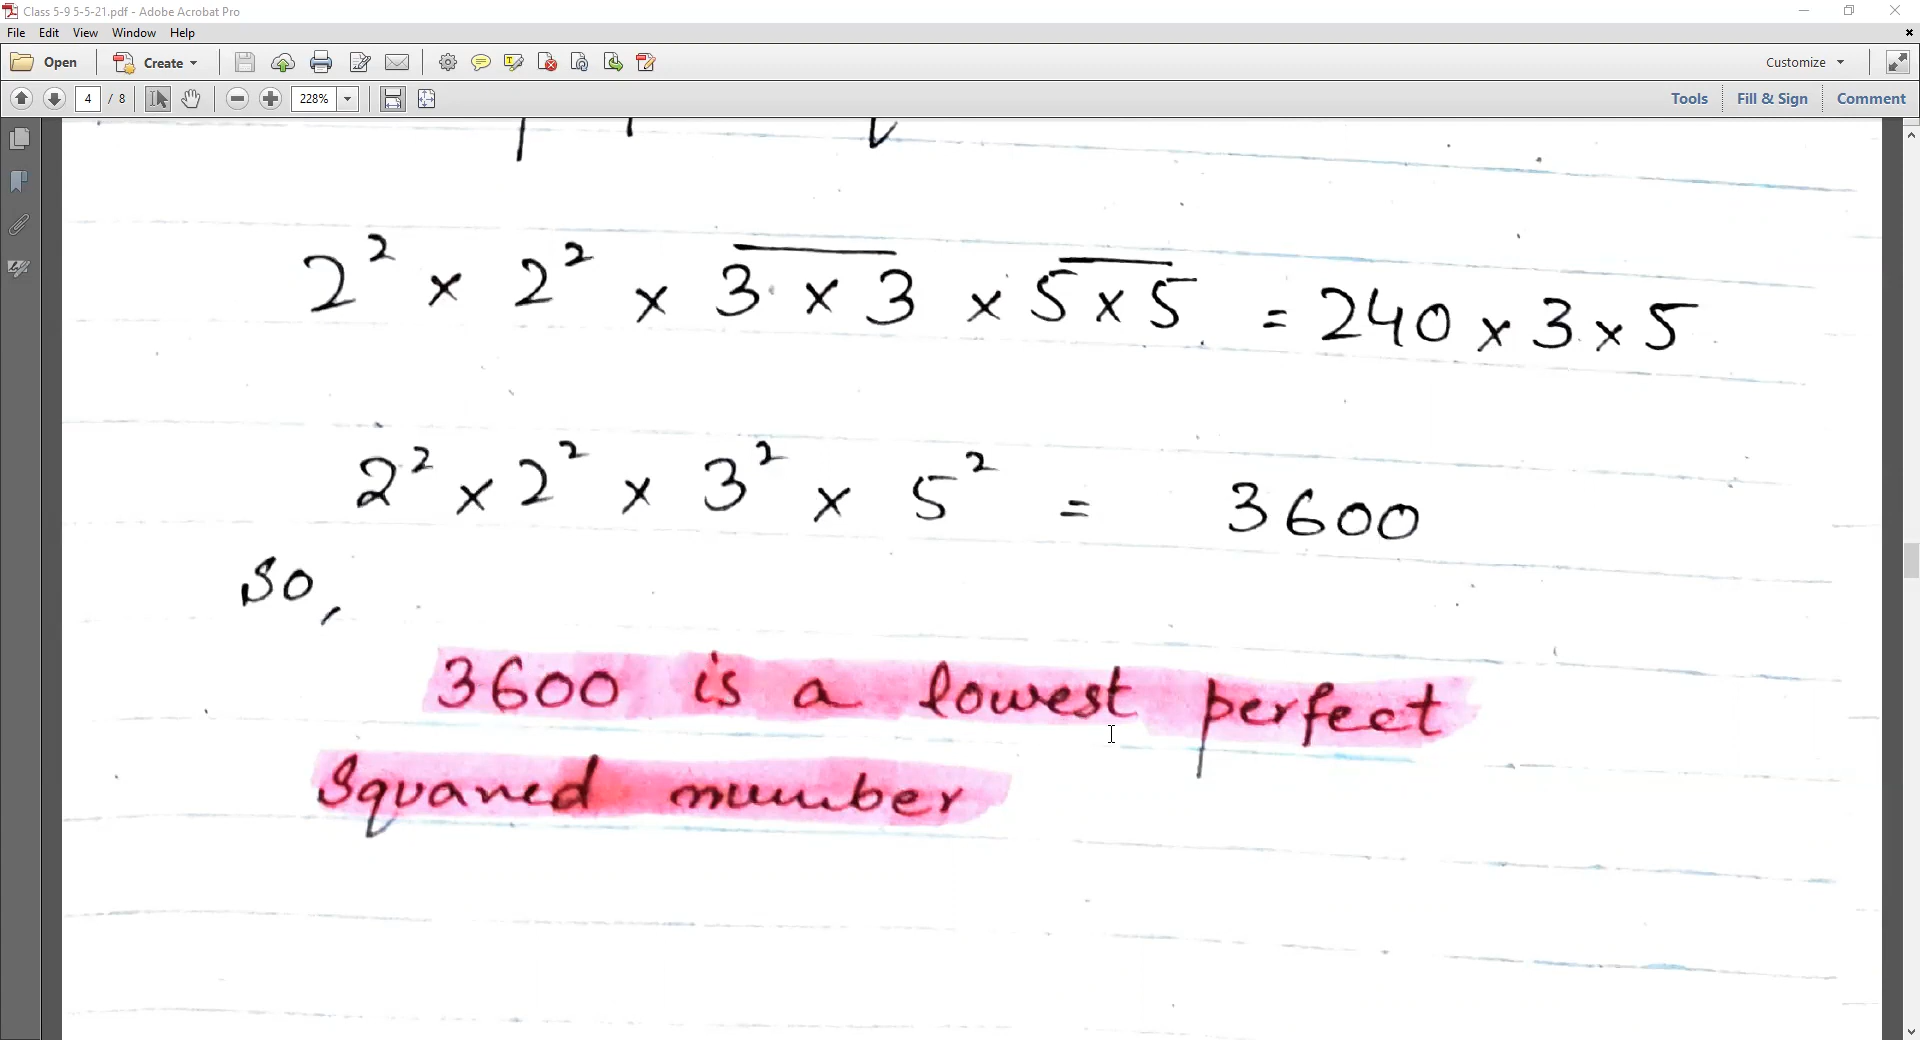 Class 5-9 5-5-21.pdf - Adobe Acrobat Pro
File Edit View Window Help
Open Create Customize
4 / 8 228% Tools Fill & Sign Comment
2² × 2² × 3 × 3 × 5 × 5 = 240 × 3 × 5
2² × 2² × 3² × 5² = 3600
So,
3600 is a lowest perfect
Squared number